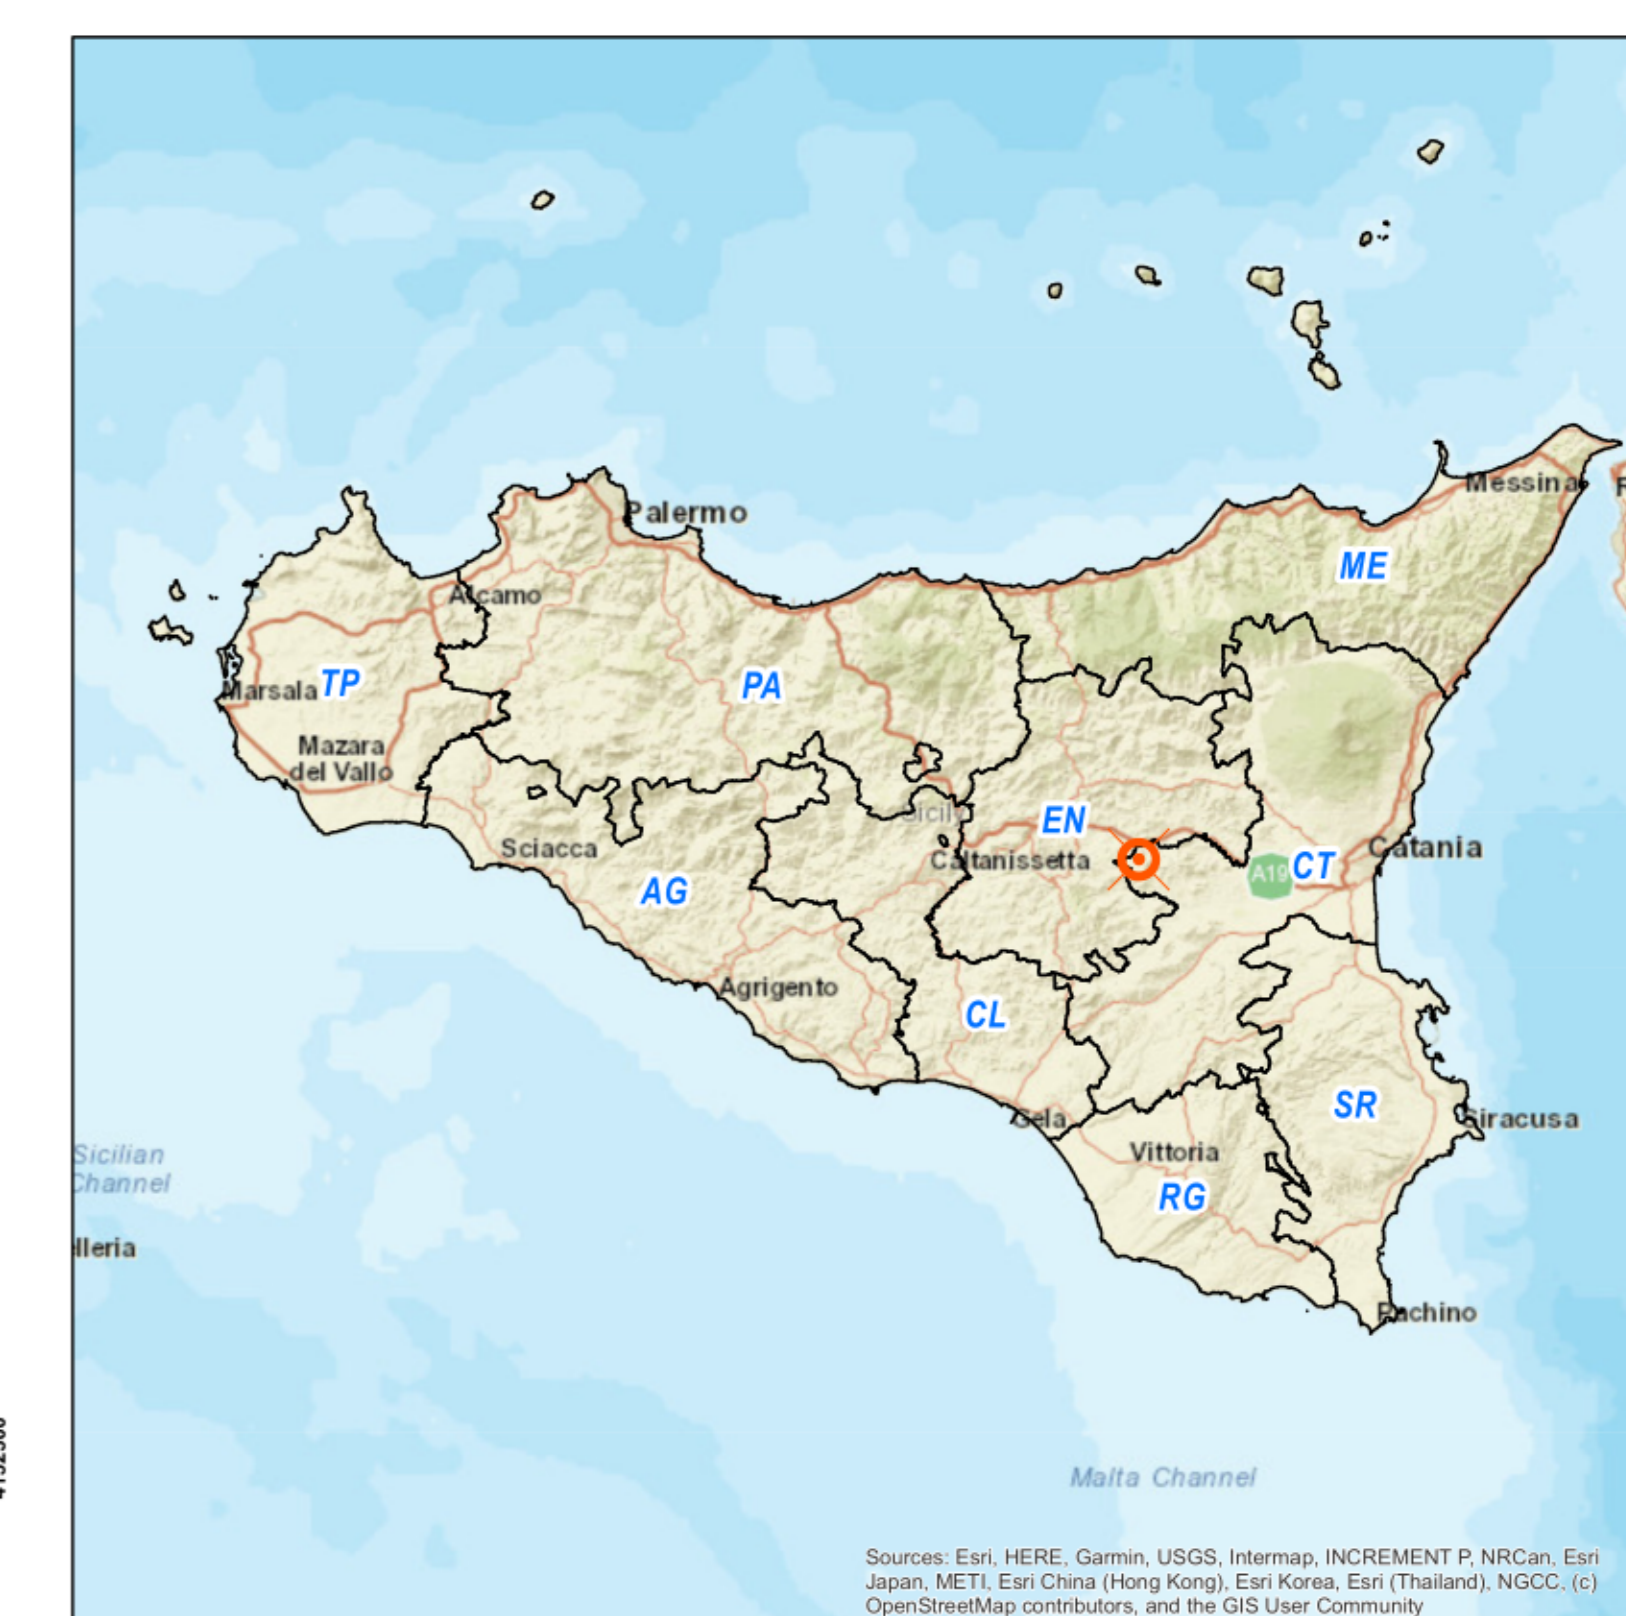 Messina
Palermo
ME
Alcamo
TP
PA
Marsala
Mazara
del Vallo
Sicily
EN
Sciacca
Caltanissetta
Catania
A19
CT
AG
Agrigento
CL
SR
Gela
Siracusa
Vittoria
Sicilian
Channel
RG
lleria
Pachino
Malta Channel
Sources: Esri, HERE, Garmin, USGS, Intermap, INCREMENT P, NRCan, Esri
Japan, METI, Esri China (Hong Kong), Esri Korea, Esri (Thailand), NGCC, (c)
OpenStreetMap contributors, and the GIS User Community